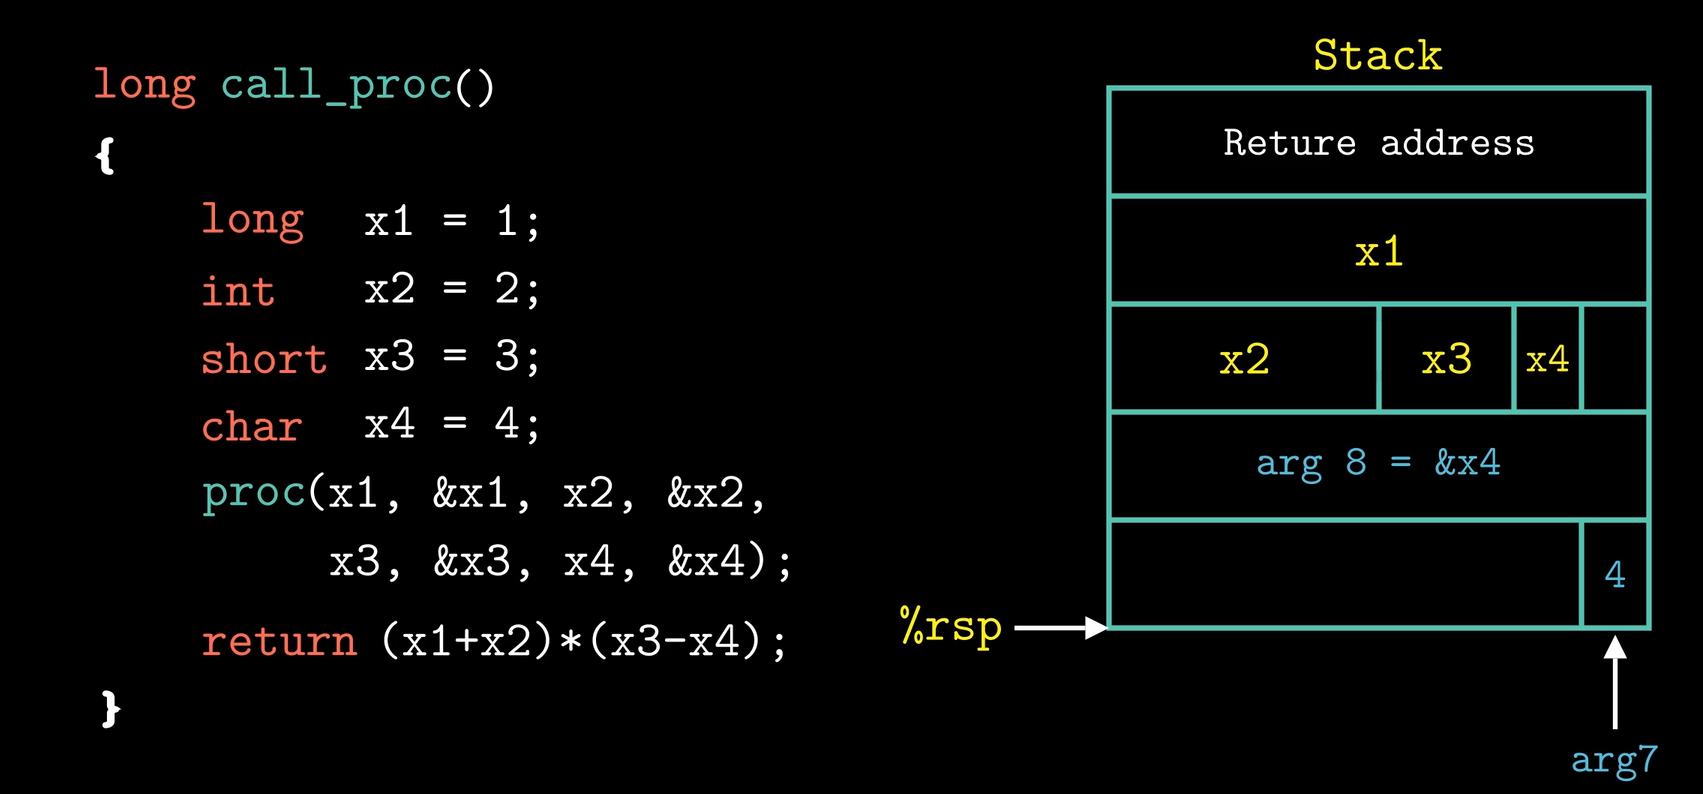 long call_proc()
{
long x1 = 1;
int x2 = 2;
short x3 = 3;
char x4 = 4;
proc(x1, &x1, x2, &x2,
x3, &x3, x4, &x4);
return (x1+x2)*(x3-x4);
}
Stack
Reture address
x1
x2 x3 x4
arg 8 = &x4
4
%rsp
arg7